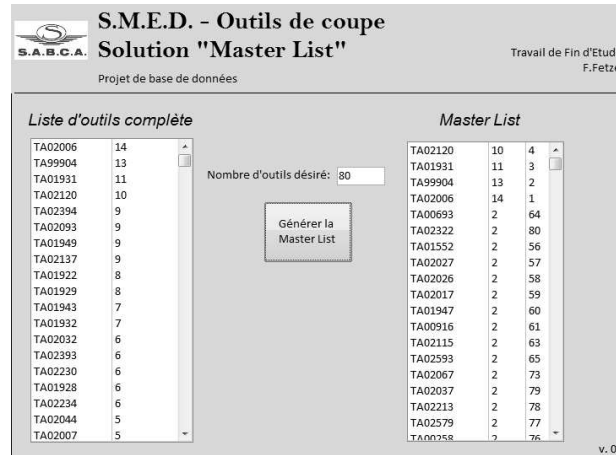 S.A.B.C.A.
S.M.E.D. - Outils de coupe
Solution "Master List"
Projet de base de données
Travail de Fin d'Etud
F.Fetze
Liste d'outils complète
TA02006 14
TA99904 13
TA01931 11
TA02120 10
TA02394 9
TA02093 9
TA01949 9
TA02137 9
TA01922 8
TA01929 8
TA01943 7
TA01932 7
TA02032 6
TA02393 6
TA02230 6
TA01928 6
TA02234 6
TA02044 5
TA02007 5
Nombre d'outils désiré: 80
Générer la
Master List
Master List
TA02120 10 4
TA01931 11 3
TA99904 13 2
TA02006 14 1
TA00693 2 64
TA02322 2 80
TA01552 2 56
TA02027 2 57
TA02026 2 58
TA02017 2 59
TA01947 2 60
TA00916 2 61
TA02115 2 63
TA02593 2 65
TA02067 2 73
TA02037 2 79
TA02213 2 78
TA02579 2 77
TA00258 2 76
v. 0